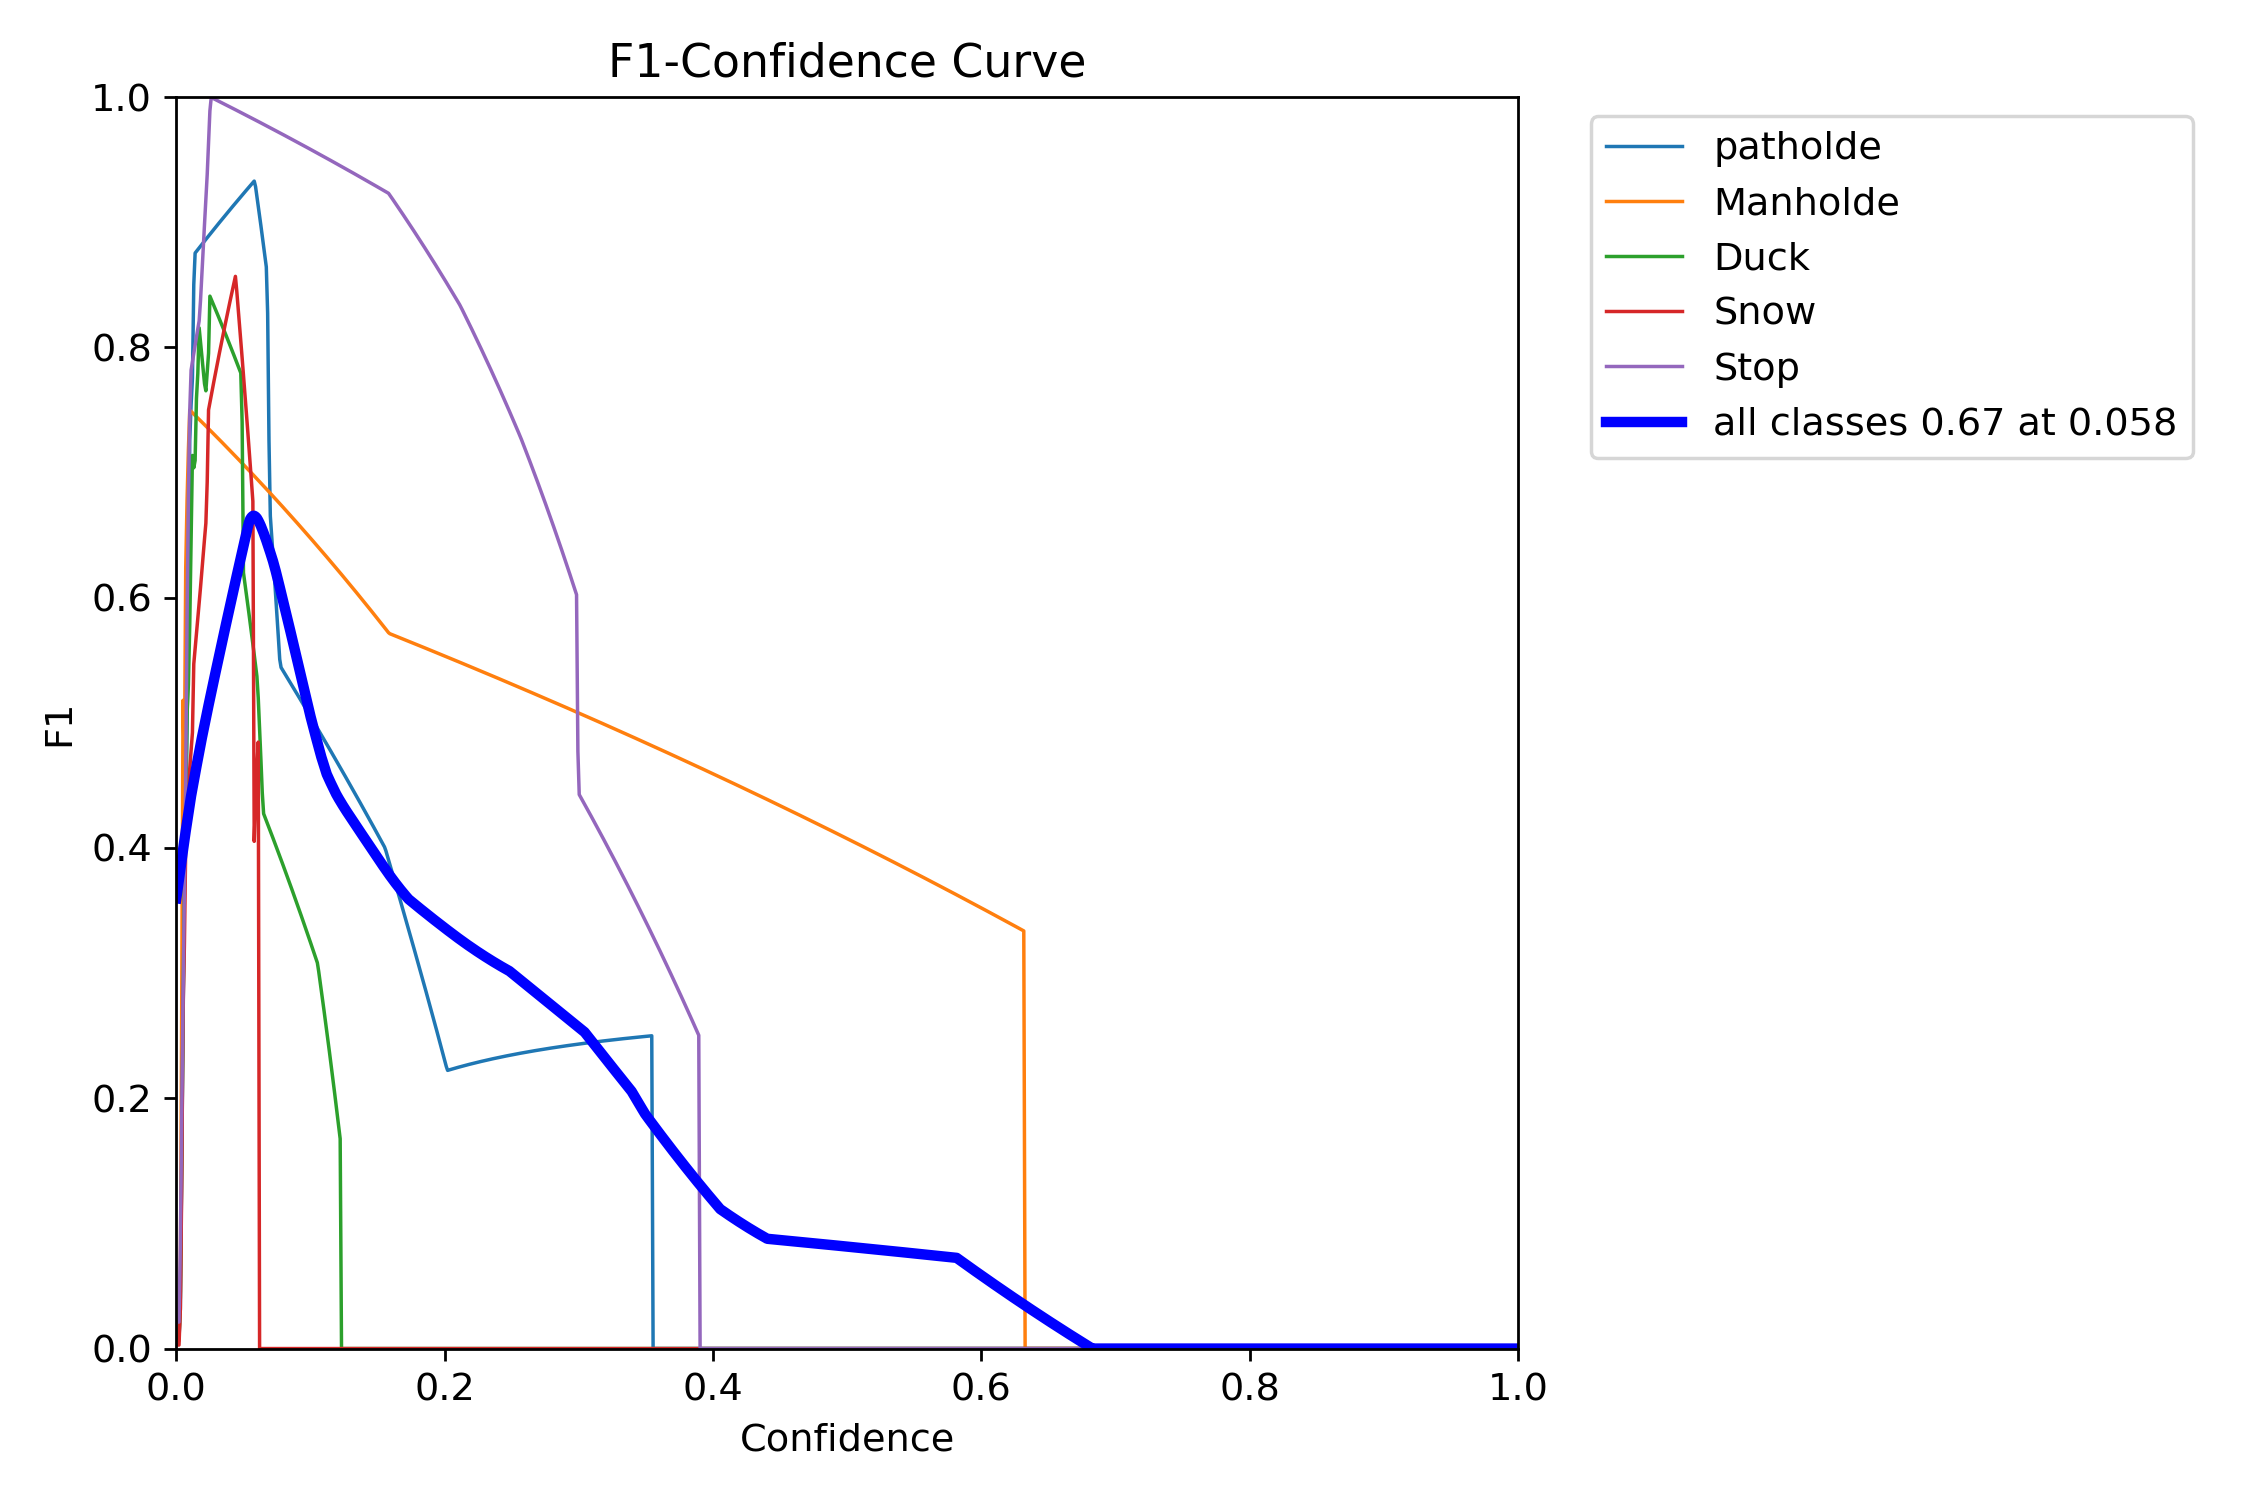 F1-Confidence Curve
1.0
0.8
0.6
0.4
0.2
0.0
F1
0.0 0.2 0.4 0.6 0.8 1.0
Confidence
patholde
Manholde
Duck
Snow
Stop
all classes 0.67 at 0.058